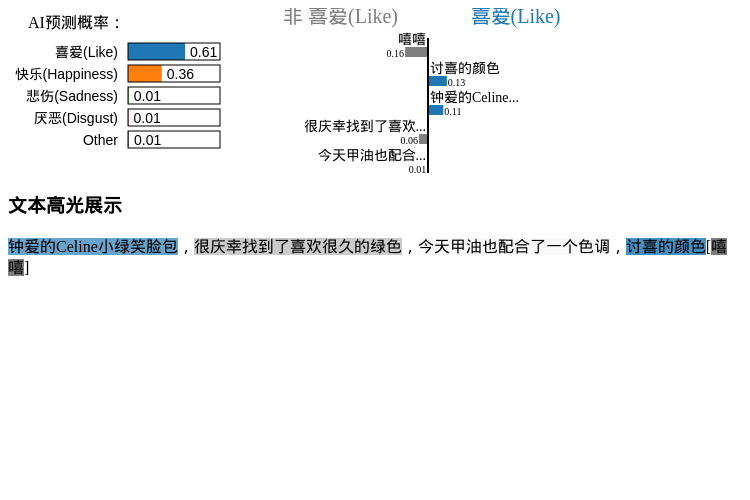 AI预测概率：
喜爱(Like) 0.61
快乐(Happiness) 0.36
悲伤(Sadness) 0.01
厌恶(Disgust) 0.01
Other 0.01
非 喜爱(Like) 喜爱(Like)
嘻嘻
0.16
讨喜的颜色
0.13
钟爱的Celine...
0.11
很庆幸找到了喜欢...
0.06
今天甲油也配合...
0.01
文本高光展示
钟爱的Celine小绿笑脸包，很庆幸找到了喜欢很久的绿色，今天甲油也配合了一个色调，讨喜的颜色[嘻
嘻]